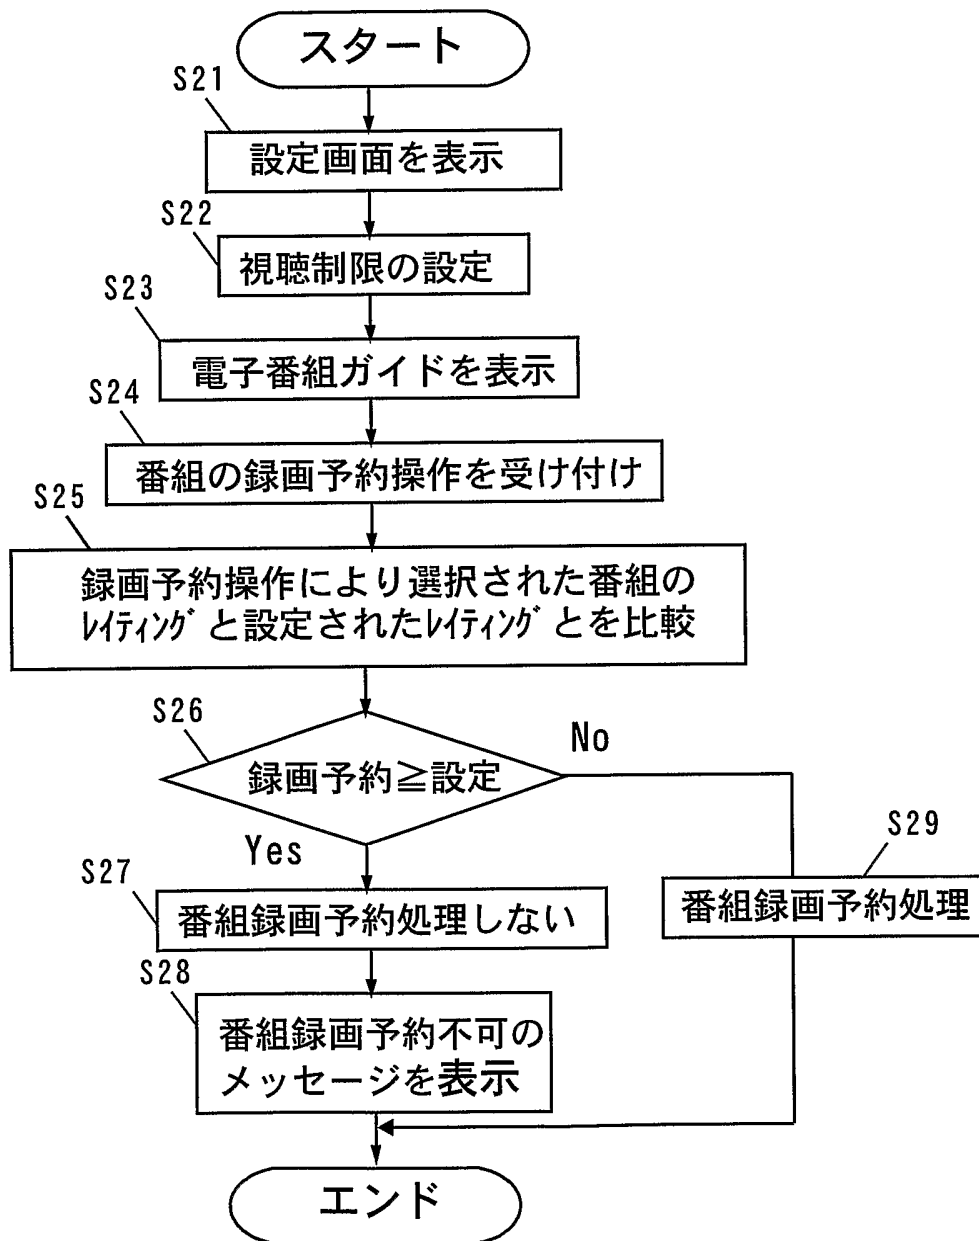 スタート
S21
設定画面を表示
S22
視聴制限の設定
S23
電子番組ガイドを表示
S24
番組の録画予約操作を受け付け
S25
録画予約操作により選択された番組の
ﾚｲﾃｨﾝｸﾞと設定されたﾚｲﾃｨﾝｸﾞとを比較
S26
録画予約≧設定
No
Yes
S27
番組録画予約処理しない
S29
番組録画予約処理
S28
番組録画予約不可の
メッセージを表示
エンド